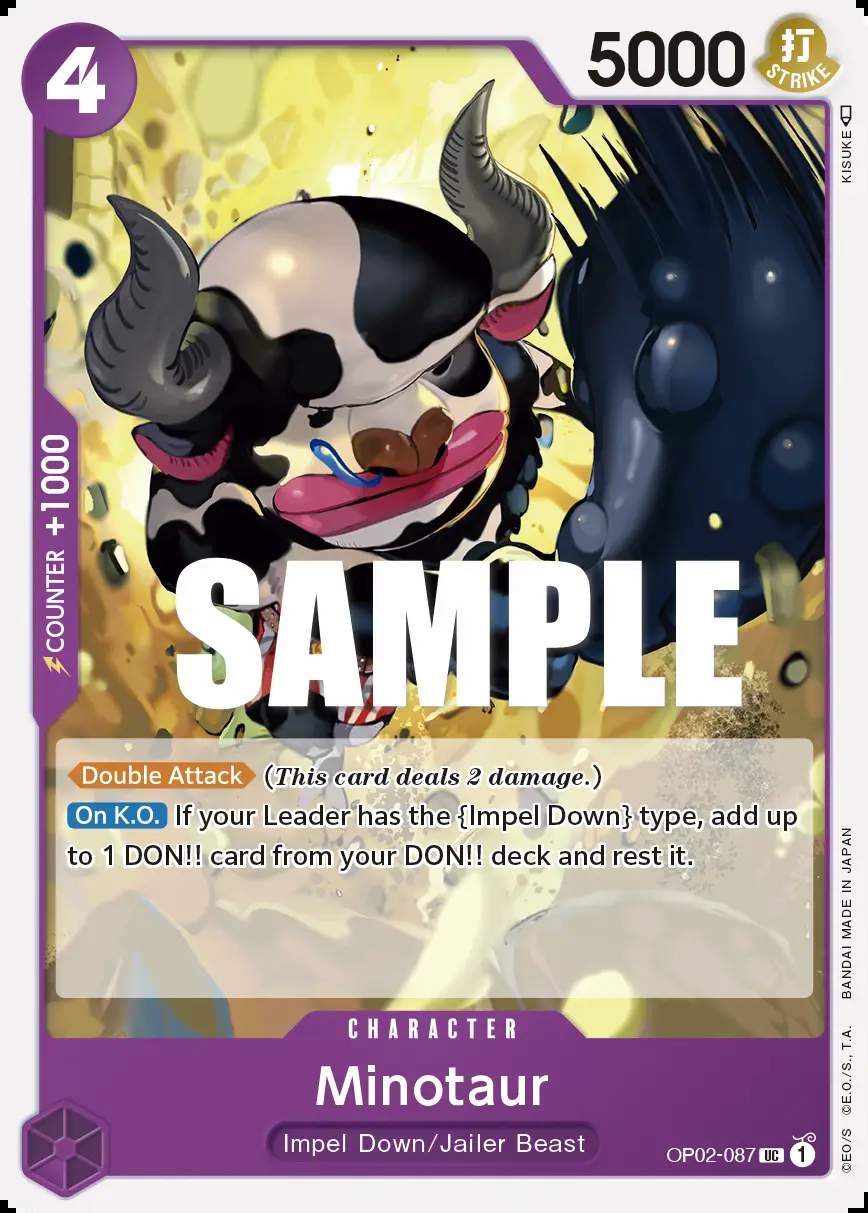 4
5000
打
STRIKE
KISUKE
COUNTER +1000
SAMPLE
Double Attack (This card deals 2 damage.)
On K.O. If your Leader has the {Impel Down} type, add up
to 1 DON!! card from your DON!! deck and rest it.
CHARACTER
Minotaur
Impel Down/Jailer Beast
OP02-087 UC 1
©EO/S ©E.O./S., T.A. BANDAI MADE IN JAPAN